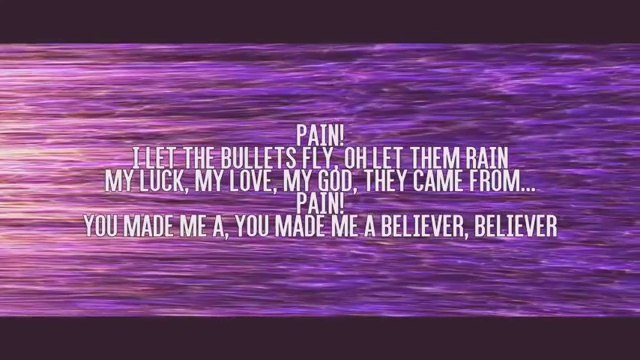 PAIN!
I LET THE BULLETS FLY, OH LET THEM RAIN
MY LUCK, MY LOVE, MY GOD, THEY CAME FROM...
PAIN!
YOU MADE ME A, YOU MADE ME A BELIEVER, BELIEVER